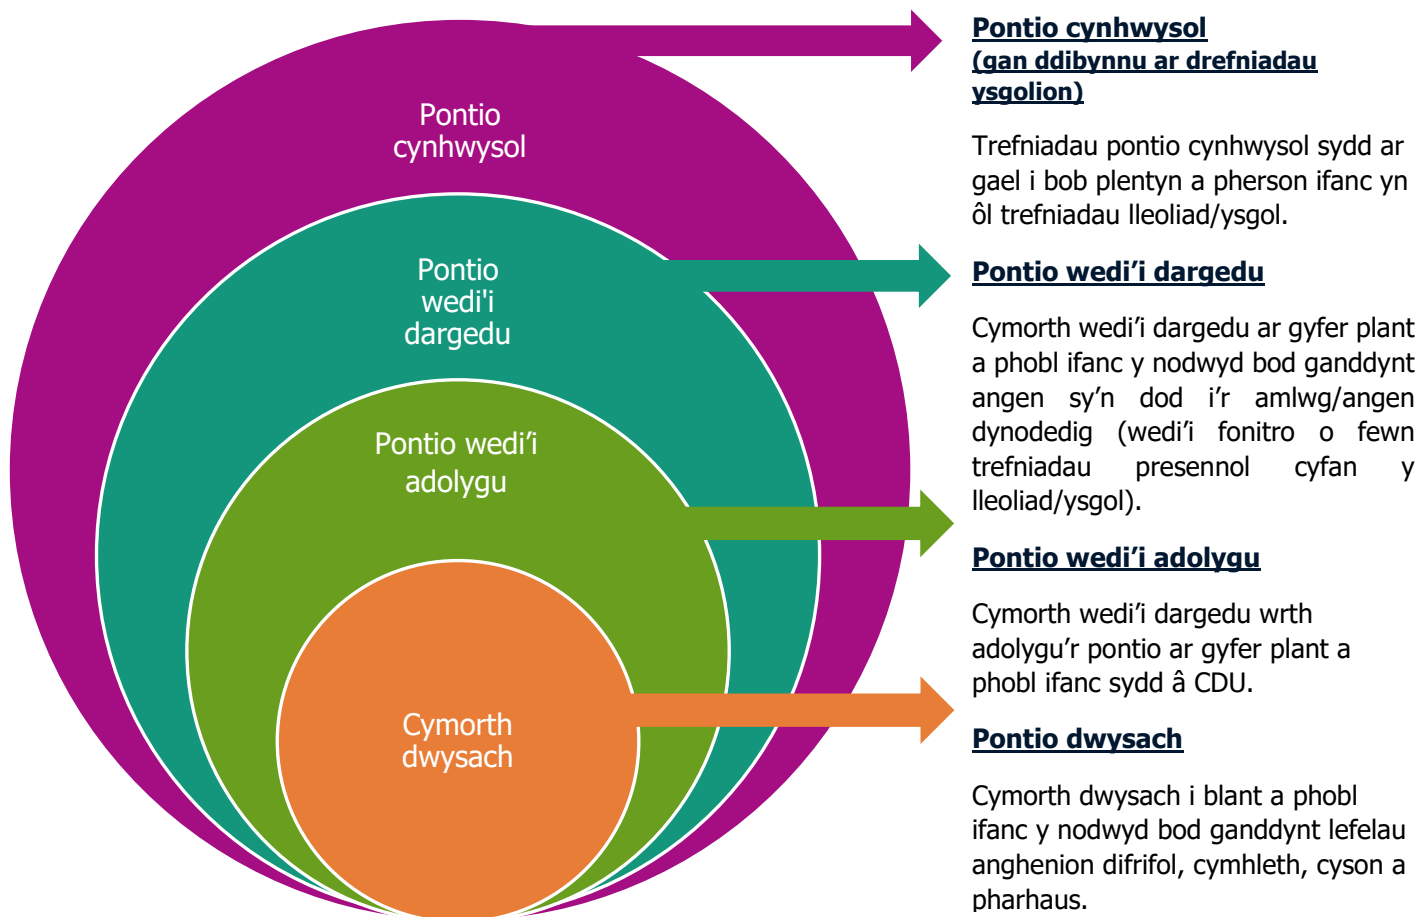 Pontio
cynhwysol
Pontio
wedi'i
dargedu
Pontio wedi’i
adolygu
Cymorth
dwysach
Pontio cynhwysol
(gan ddibynnu ar drefniadau
ysgolion)
Trefniadau pontio cynhwysol sydd ar
gael i bob plentyn a pherson ifanc yn
ôl trefniadau lleoliad/ysgol.
Pontio wedi’i dargedu
Cymorth wedi’i dargedu ar gyfer plant
a phobl ifanc y nodwyd bod ganddynt
angen sy’n dod i’r amlwg/angen
dynodedig (wedi’i fonitro o fewn
trefniadau presennol cyfan y
lleoliad/ysgol).
Pontio wedi’i adolygu
Cymorth wedi’i dargedu wrth
adolygu’r pontio ar gyfer plant a
phobl ifanc sydd â CDU.
Pontio dwysach
Cymorth dwysach i blant a phobl
ifanc y nodwyd bod ganddynt lefelau
anghenion difrifol, cymhleth, cyson a
pharhaus.